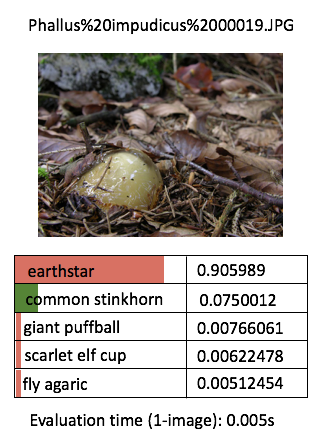 Phallus%20impudicus%2000019.JPG
earthstar 0.905989
common stinkhorn 0.0750012
giant puffball 0.00766061
scarlet elf cup 0.00622478
fly agaric 0.00512454
Evaluation time (1-image): 0.005s